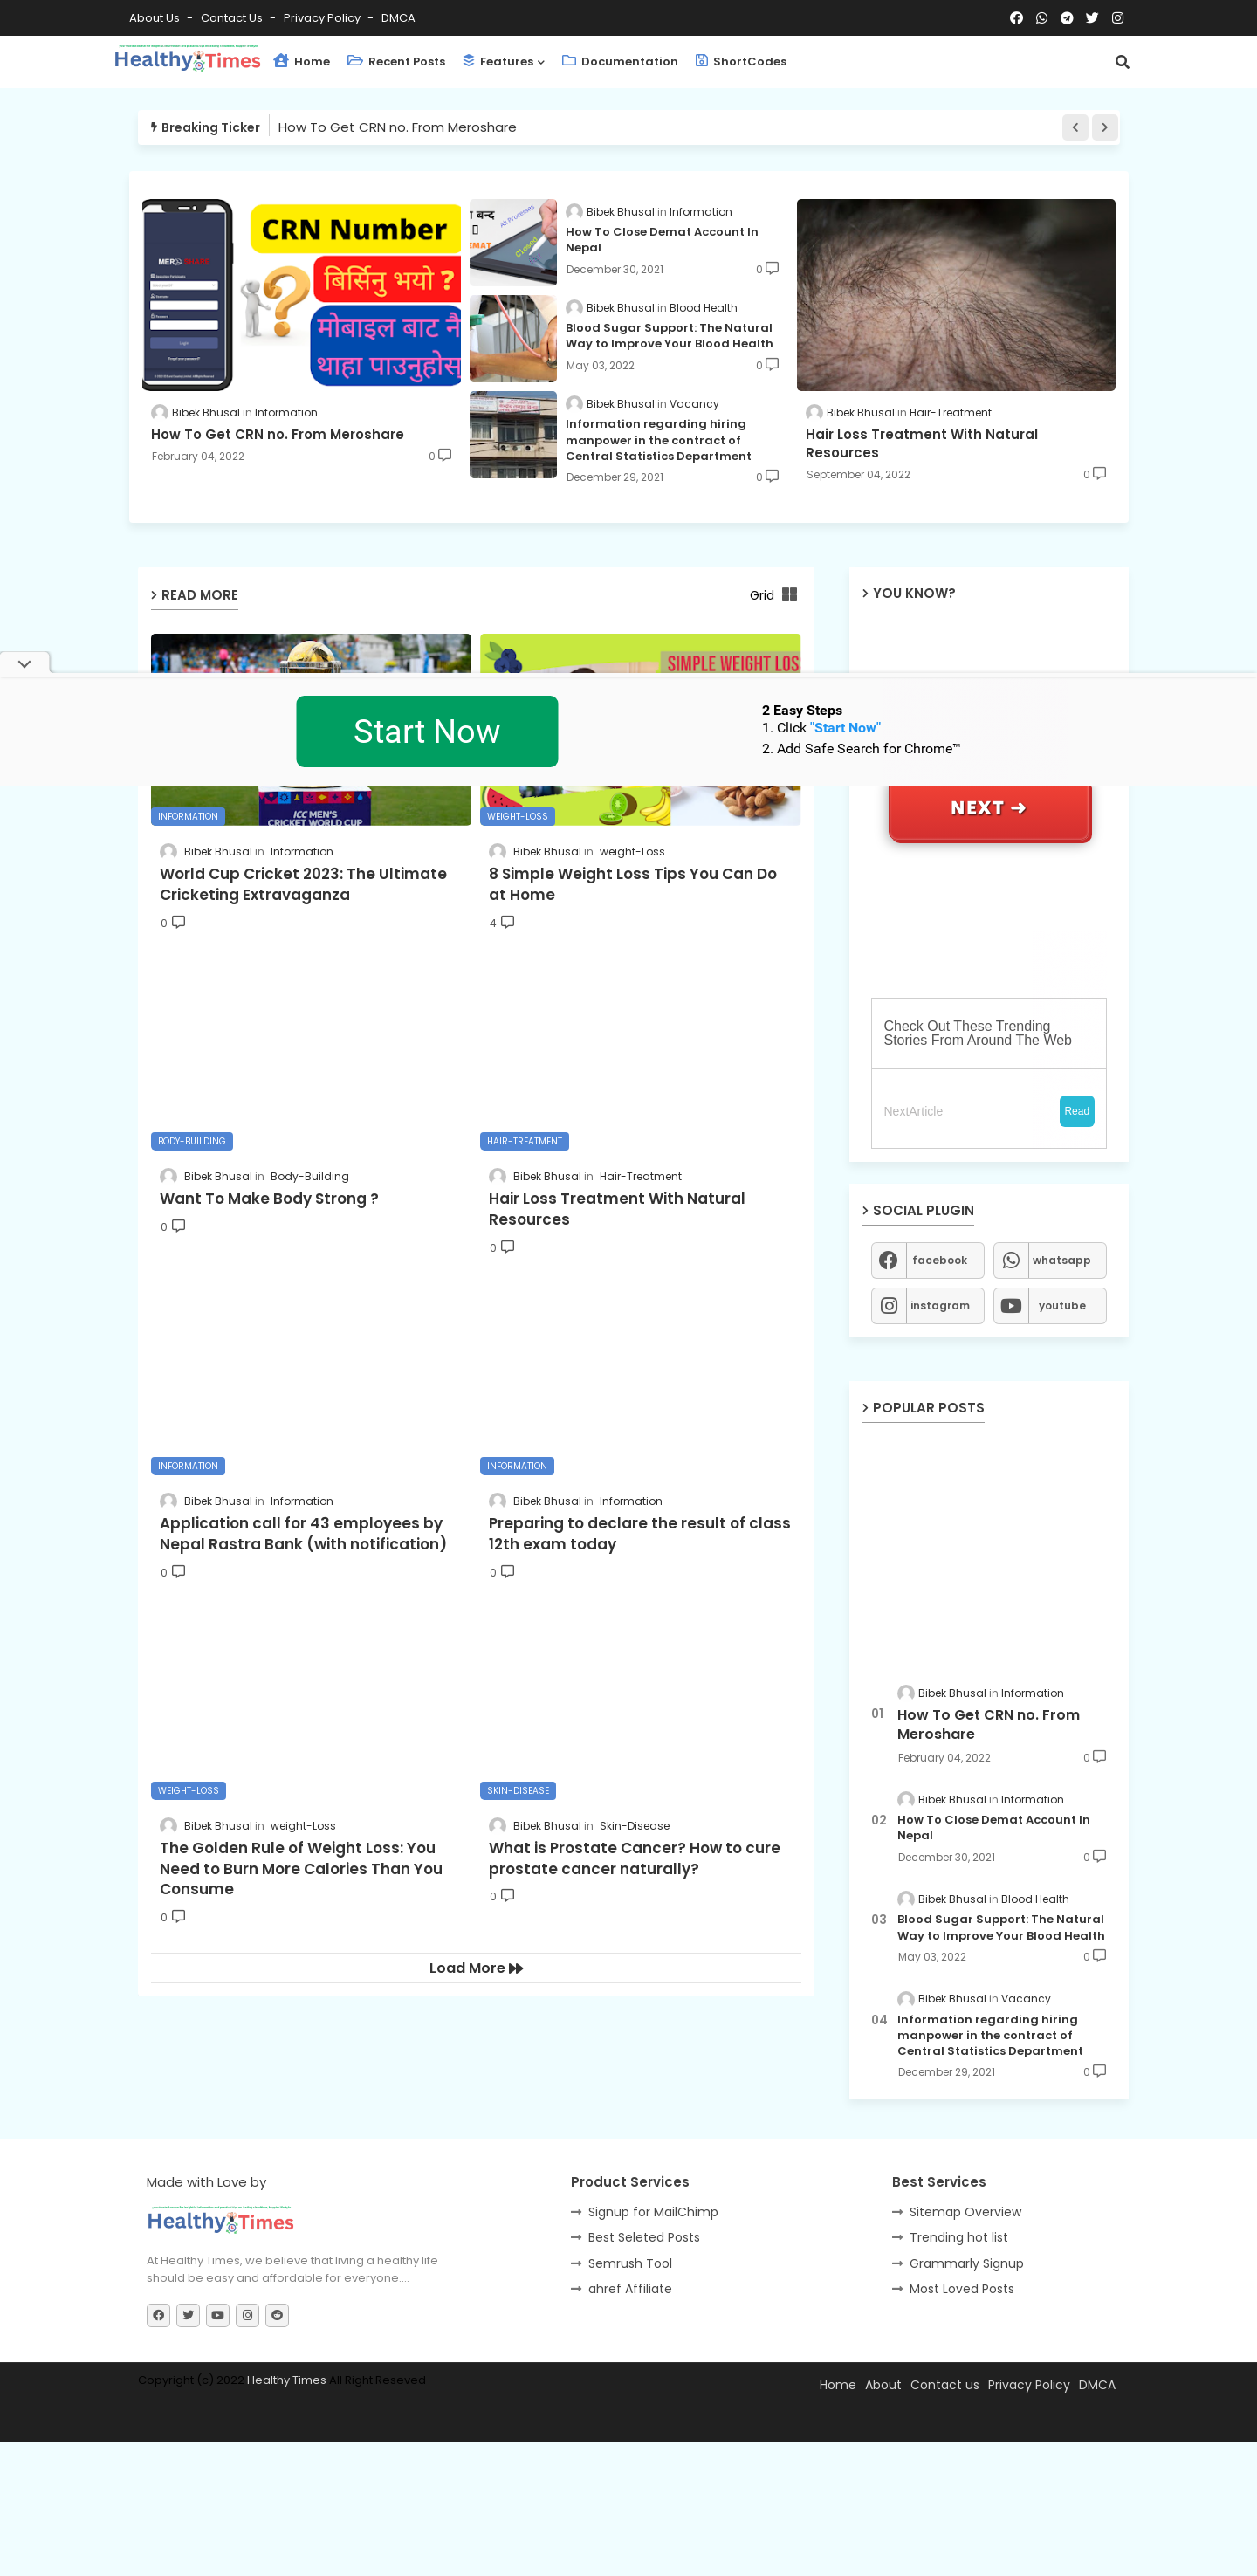 About Us - Contact Us - Privacy Policy - DMCA
Healthy Times
Home Recent Posts Features Documentation ShortCodes
Breaking Ticker How To Get CRN no. From Meroshare
CRN Number
बिर्सिनु भयो ?
मोबाइल बाट नै
थाहा पाउनुहोस्
Bibek Bhusal in Information
How To Get CRN no. From Meroshare
February 04, 2022 0
All Processes
Closed
Bibek Bhusal in Information
How To Close Demat Account In
Nepal
December 30, 2021 0
Bibek Bhusal in Blood Health
Blood Sugar Support: The Natural
Way to Improve Your Blood Health
May 03, 2022 0
Bibek Bhusal in Vacancy
Information regarding hiring
manpower in the contract of
Central Statistics Department
December 29, 2021 0
Bibek Bhusal in Hair-Treatment
Hair Loss Treatment With Natural
Resources
September 04, 2022 0
READ MORE
Grid
SIMPLE WEIGHT LOSS
Start Now
2 Easy Steps
1. Click "Start Now"
2. Add Safe Search for Chrome™
ICC MEN'S
CRICKET WORLD CUP
INFORMATION
Bibek Bhusal in Information
World Cup Cricket 2023: The Ultimate
Cricketing Extravaganza
0
WEIGHT-LOSS
Bibek Bhusal in weight-Loss
8 Simple Weight Loss Tips You Can Do
at Home
4
BODY-BUILDING
Bibek Bhusal in Body-Building
Want To Make Body Strong ?
0
HAIR-TREATMENT
Bibek Bhusal in Hair-Treatment
Hair Loss Treatment With Natural
Resources
0
INFORMATION
Bibek Bhusal in Information
Application call for 43 employees by
Nepal Rastra Bank (with notification)
0
INFORMATION
Bibek Bhusal in Information
Preparing to declare the result of class
12th exam today
0
WEIGHT-LOSS
Bibek Bhusal in weight-Loss
The Golden Rule of Weight Loss: You
Need to Burn More Calories Than You
Consume
0
SKIN-DISEASE
Bibek Bhusal in Skin-Disease
What is Prostate Cancer? How to cure
prostate cancer naturally?
0
Load More
YOU KNOW?
NEXT ➜
Check Out These Trending
Stories From Around The Web
NextArticle Read
SOCIAL PLUGIN
facebook whatsapp
instagram youtube
POPULAR POSTS
Bibek Bhusal in Information
01 How To Get CRN no. From
Meroshare
February 04, 2022 0
Bibek Bhusal in Information
02 How To Close Demat Account In
Nepal
December 30, 2021 0
Bibek Bhusal in Blood Health
03 Blood Sugar Support: The Natural
Way to Improve Your Blood Health
May 03, 2022 0
Bibek Bhusal in Vacancy
04 Information regarding hiring
manpower in the contract of
Central Statistics Department
December 29, 2021 0
Made with Love by
Healthy Times
At Healthy Times, we believe that living a healthy life
should be easy and affordable for everyone....
Product Services
Signup for MailChimp
Best Seleted Posts
Semrush Tool
ahref Affiliate
Best Services
Sitemap Overview
Trending hot list
Grammarly Signup
Most Loved Posts
Copyright (c) 2022 Healthy Times All Right Reseved
Home About Contact us Privacy Policy DMCA